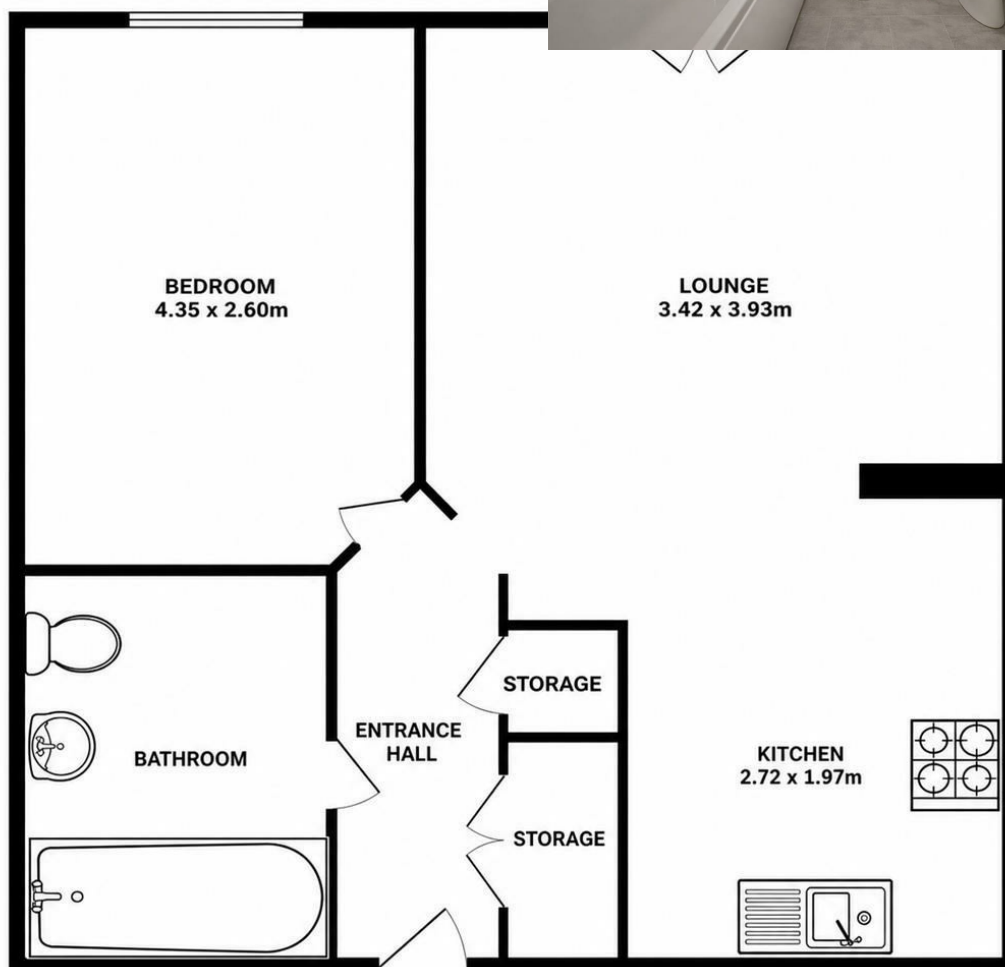 BEDROOM
4.35 x 2.60m
LOUNGE
3.42 x 3.93m
STORAGE
ENTRANCE
HALL
BATHROOM
KITCHEN
2.72 x 1.97m
STORAGE